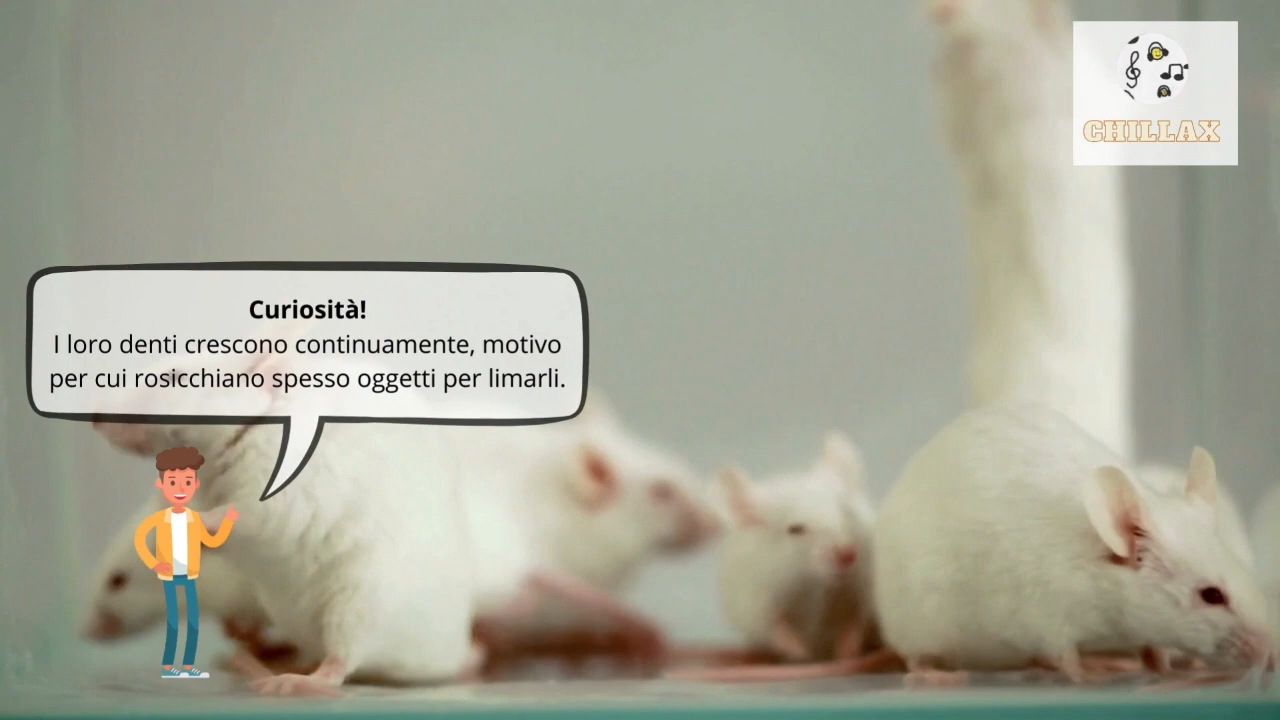 CHILLAX
Curiosità!
I loro denti crescono continuamente, motivo
per cui rosicchiano spesso oggetti per limarli.